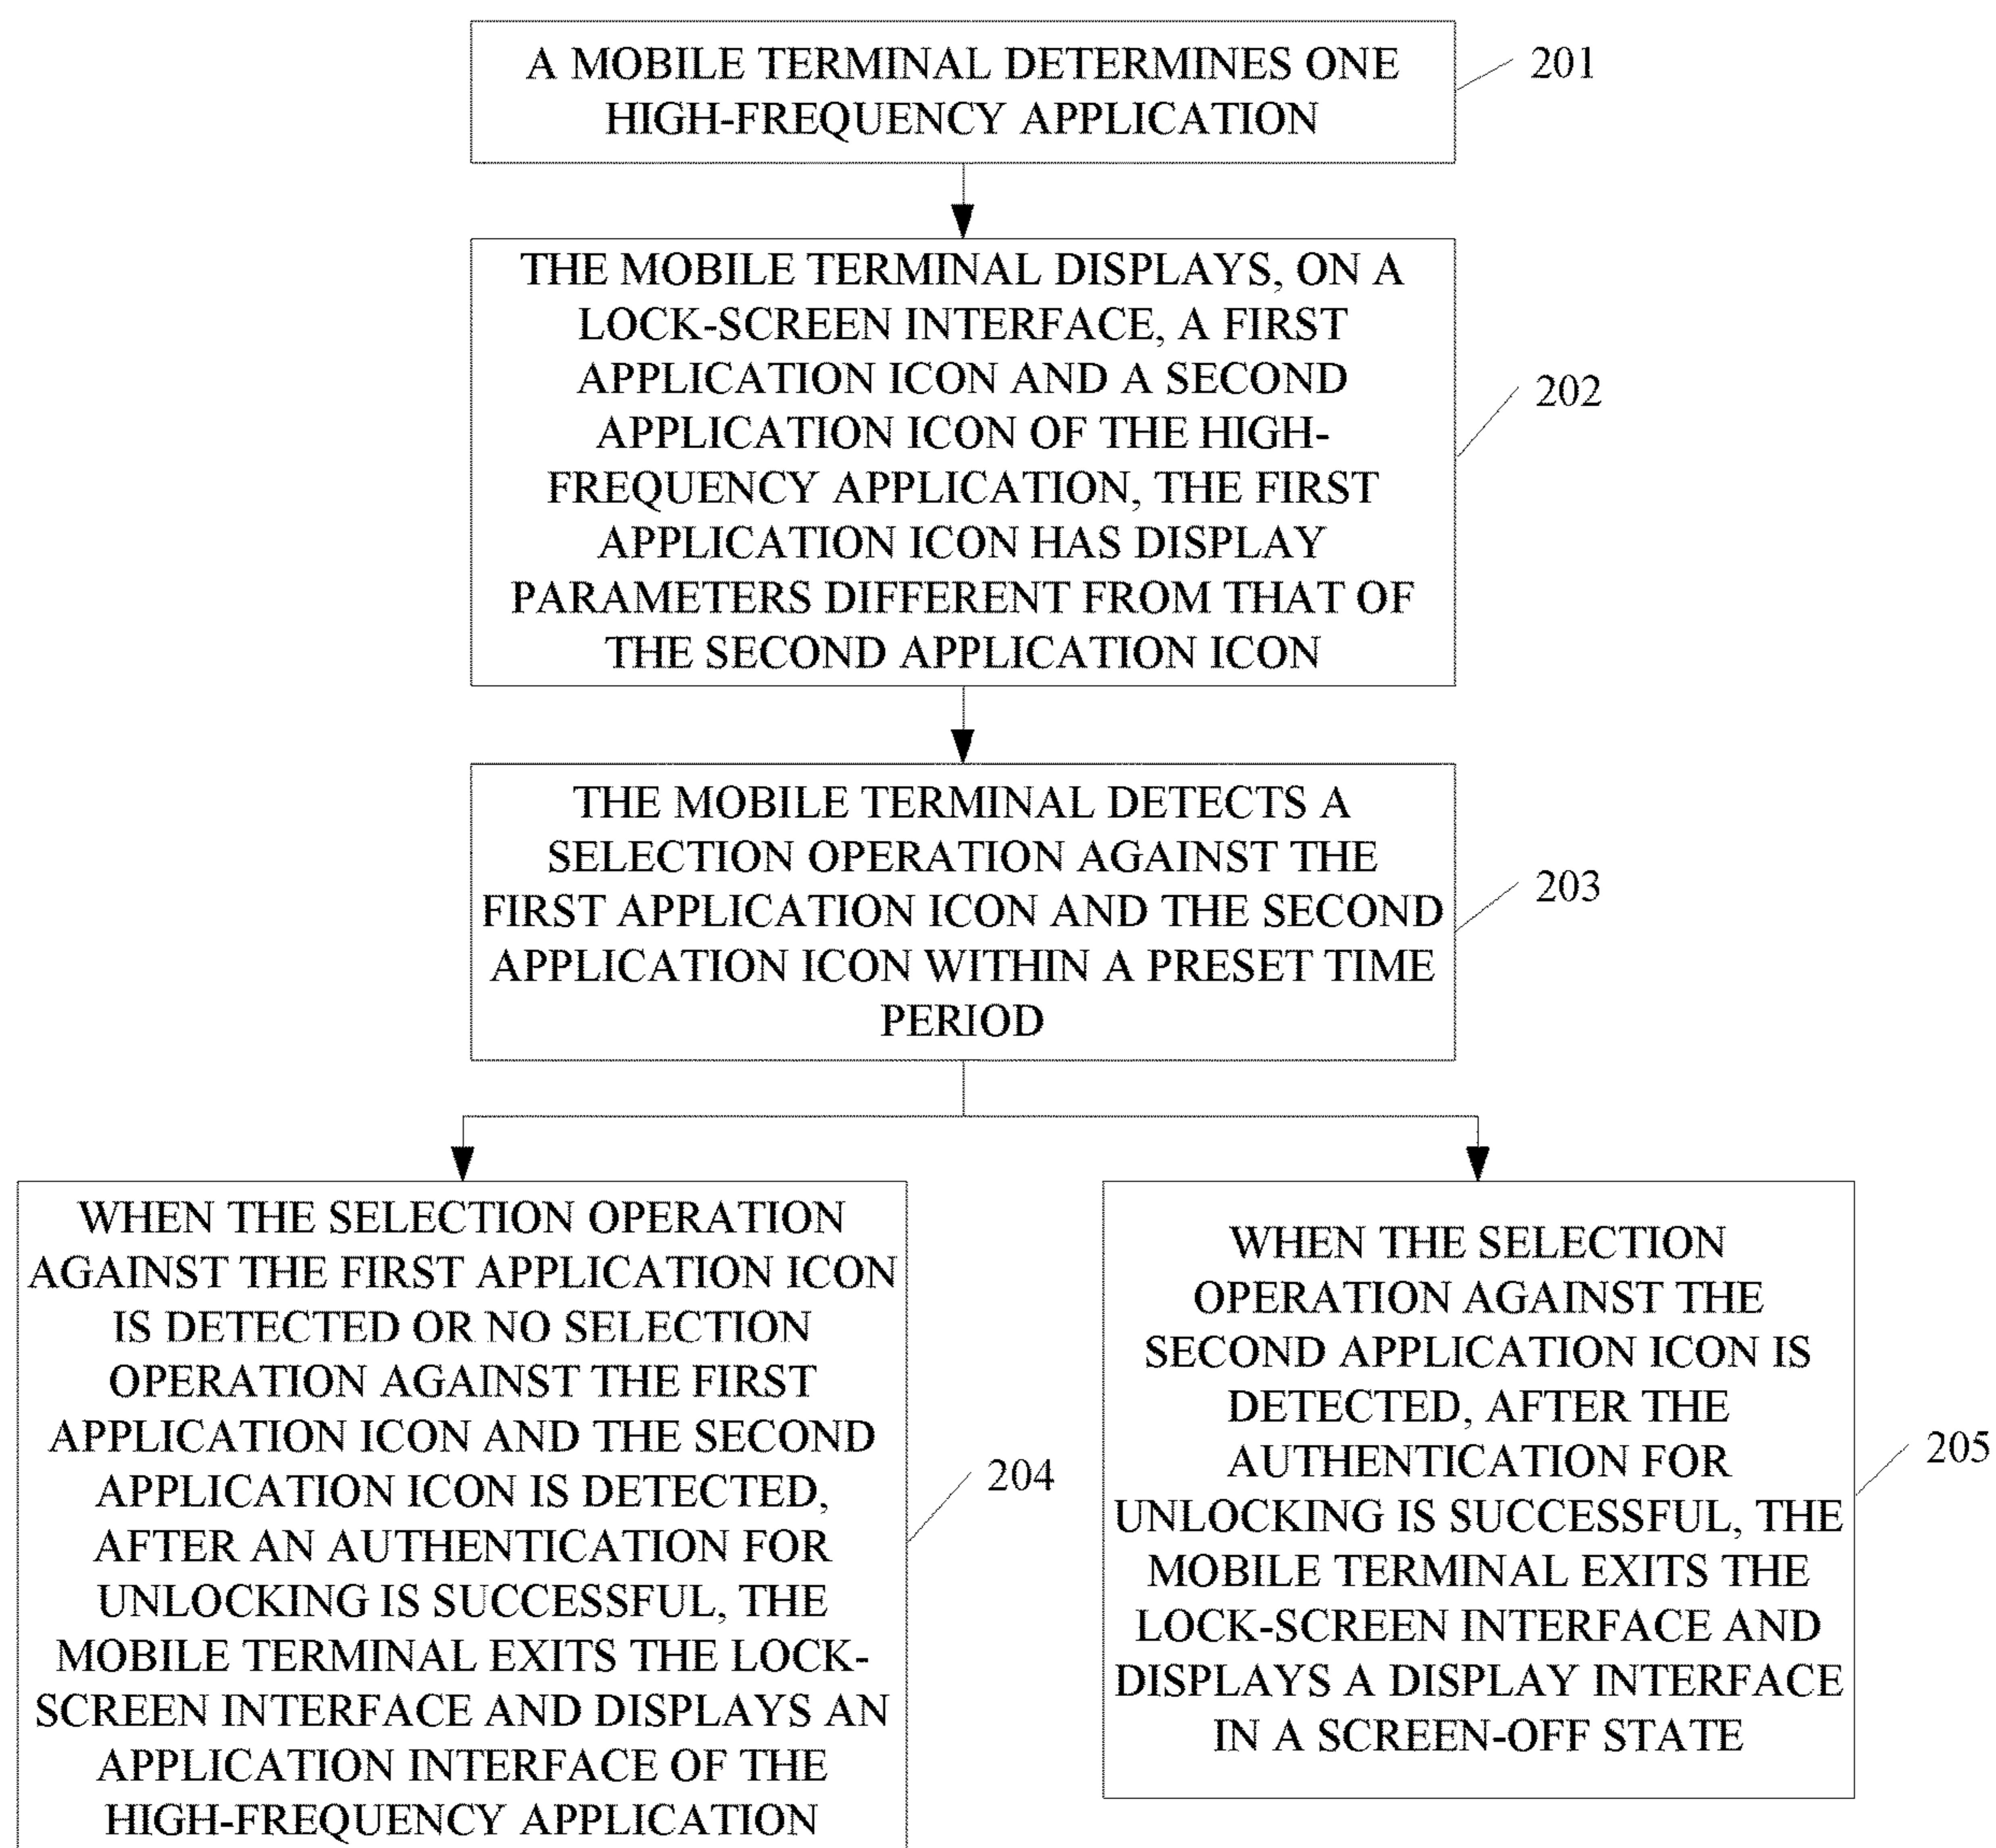 A MOBILE TERMINAL DETERMINES ONE
HIGH-FREQUENCY APPLICATION
201
THE MOBILE TERMINAL DISPLAYS, ON A
LOCK-SCREEN INTERFACE, A FIRST
APPLICATION ICON AND A SECOND
APPLICATION ICON OF THE HIGH-
FREQUENCY APPLICATION, THE FIRST
APPLICATION ICON HAS DISPLAY
PARAMETERS DIFFERENT FROM THAT OF
THE SECOND APPLICATION ICON
202
THE MOBILE TERMINAL DETECTS A
SELECTION OPERATION AGAINST THE
FIRST APPLICATION ICON AND THE SECOND
APPLICATION ICON WITHIN A PRESET TIME
PERIOD
203
WHEN THE SELECTION OPERATION
AGAINST THE FIRST APPLICATION ICON
IS DETECTED OR NO SELECTION
OPERATION AGAINST THE FIRST
APPLICATION ICON AND THE SECOND
APPLICATION ICON IS DETECTED,
AFTER AN AUTHENTICATION FOR
UNLOCKING IS SUCCESSFUL, THE
MOBILE TERMINAL EXITS THE LOCK-
SCREEN INTERFACE AND DISPLAYS AN
APPLICATION INTERFACE OF THE
HIGH-FREQUENCY APPLICATION
204
WHEN THE SELECTION
OPERATION AGAINST THE
SECOND APPLICATION ICON IS
DETECTED, AFTER THE
AUTHENTICATION FOR
UNLOCKING IS SUCCESSFUL, THE
MOBILE TERMINAL EXITS THE
LOCK-SCREEN INTERFACE AND
DISPLAYS A DISPLAY INTERFACE
IN A SCREEN-OFF STATE
205